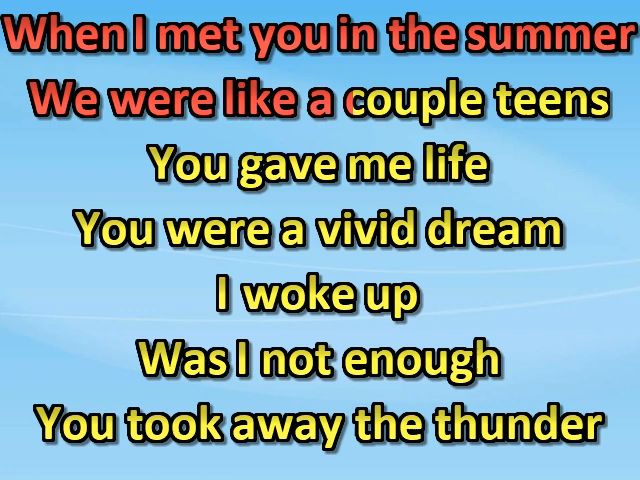 When I met you in the summer
We were like a couple teens
You gave me life
You were a vivid dream
I woke up
Was I not enough
You took away the thunder